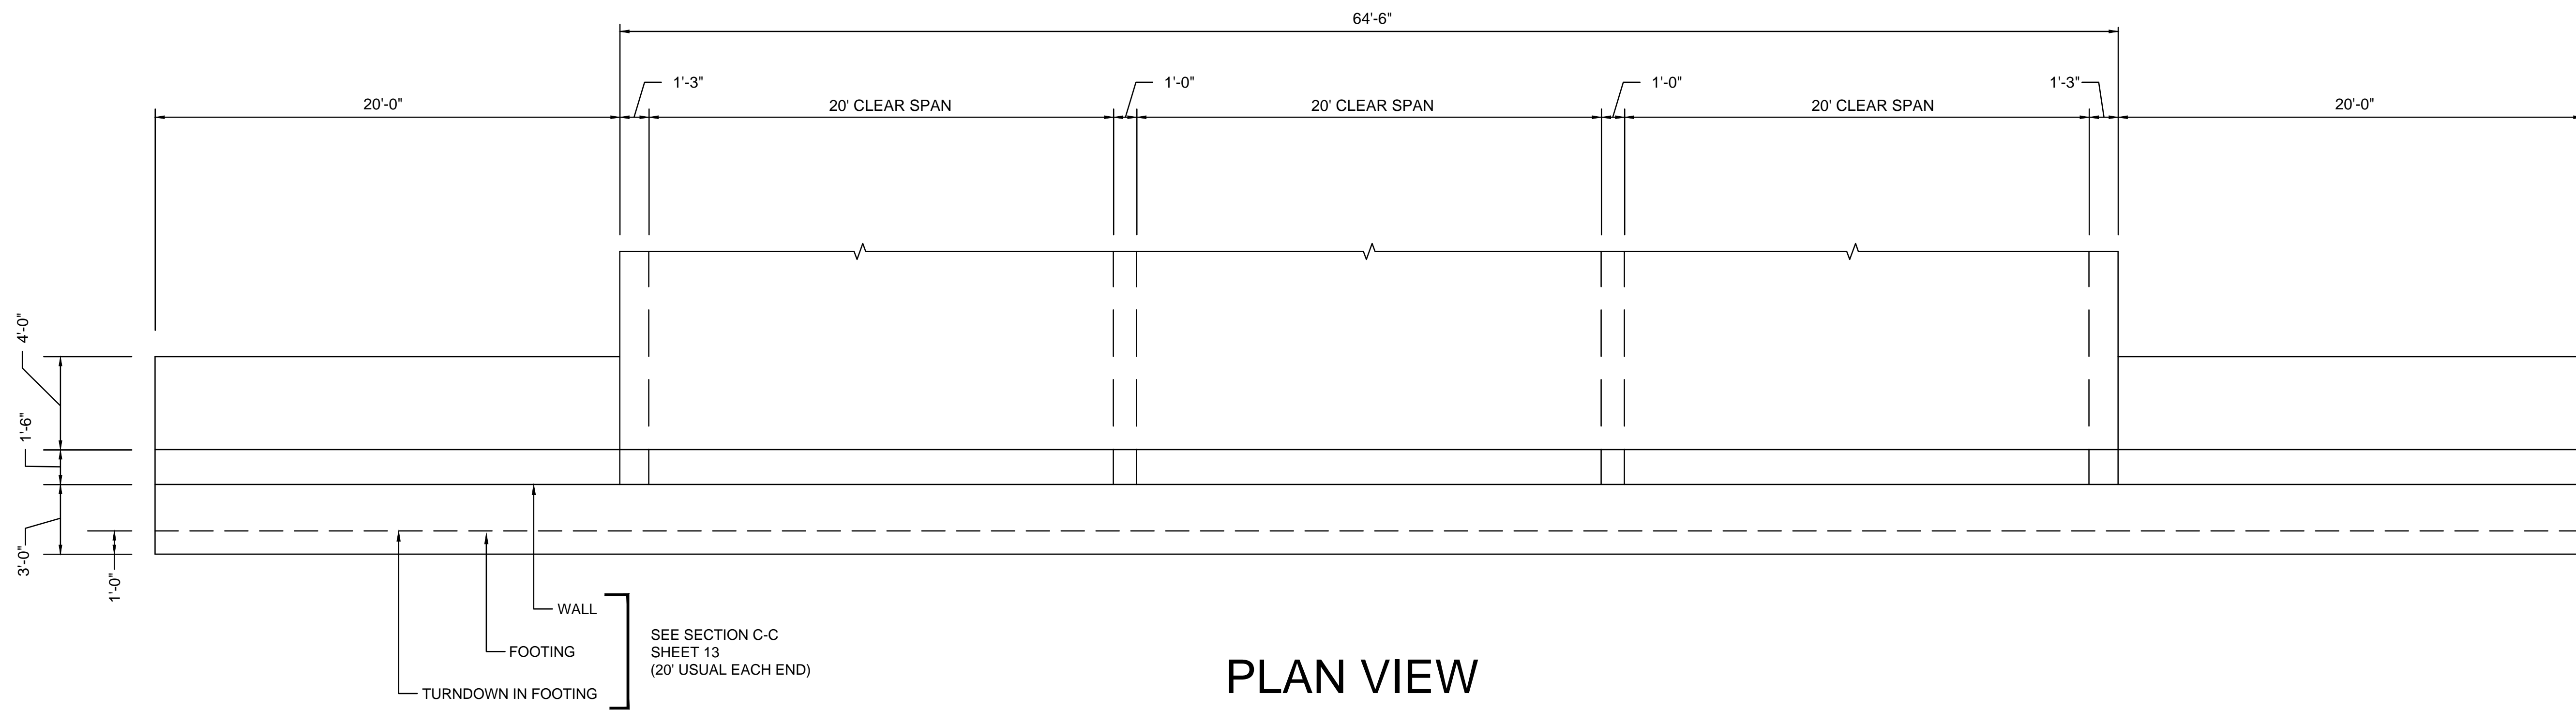 64'-6"
1'-3"
1'-0"
1'-0"
1'-3"
20'-0"
20' CLEAR SPAN
20' CLEAR SPAN
20' CLEAR SPAN
20'-0"
4'-0"
1'-6"
3'-0"
1'-0"
WALL
FOOTING
TURNDOWN IN FOOTING
SEE SECTION C-C
SHEET 13
(20' USUAL EACH END)
PLAN VIEW